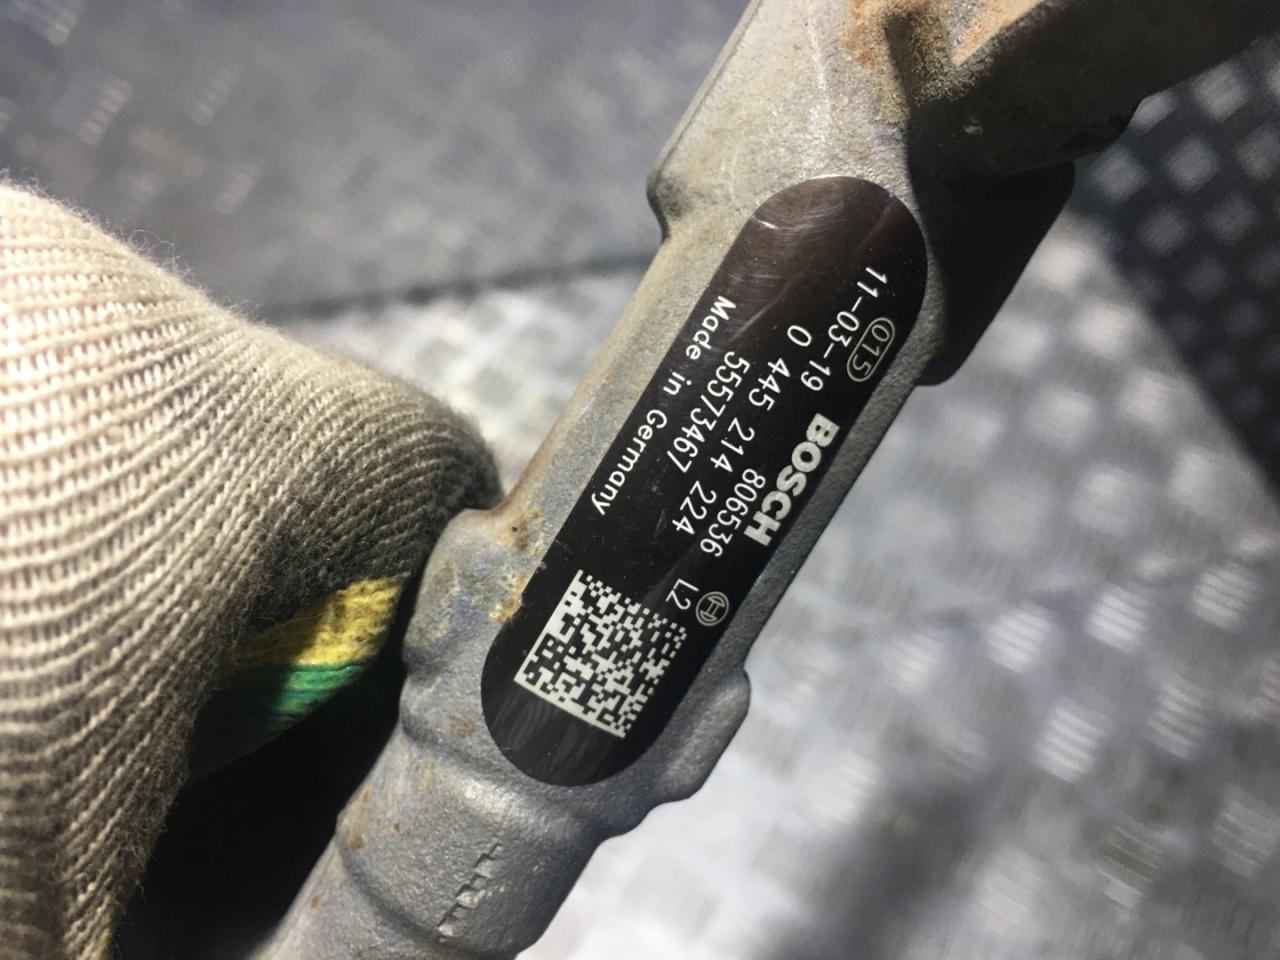 015 BOSCH
11-03-19 806536 L2
0 445 214 224
55573467
Made in Germany